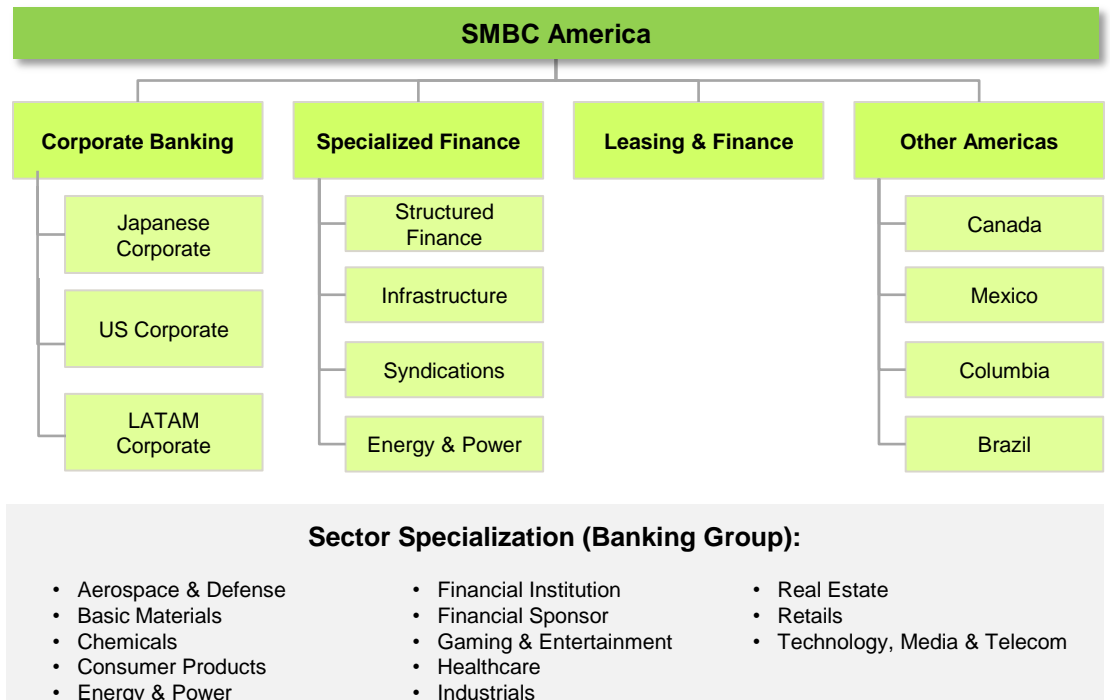 SMBC America
Corporate Banking
Specialized Finance
Leasing & Finance
Other Americas
Japanese
Corporate
US Corporate
LATAM
Corporate
Structured
Finance
Infrastructure
Syndications
Energy & Power
Canada
Mexico
Columbia
Brazil
Sector Specialization (Banking Group):
• Aerospace & Defense
• Basic Materials
• Chemicals
• Consumer Products
• Energy & Power
• Financial Institution
• Financial Sponsor
• Gaming & Entertainment
• Healthcare
• Industrials
• Real Estate
• Retails
• Technology, Media & Telecom